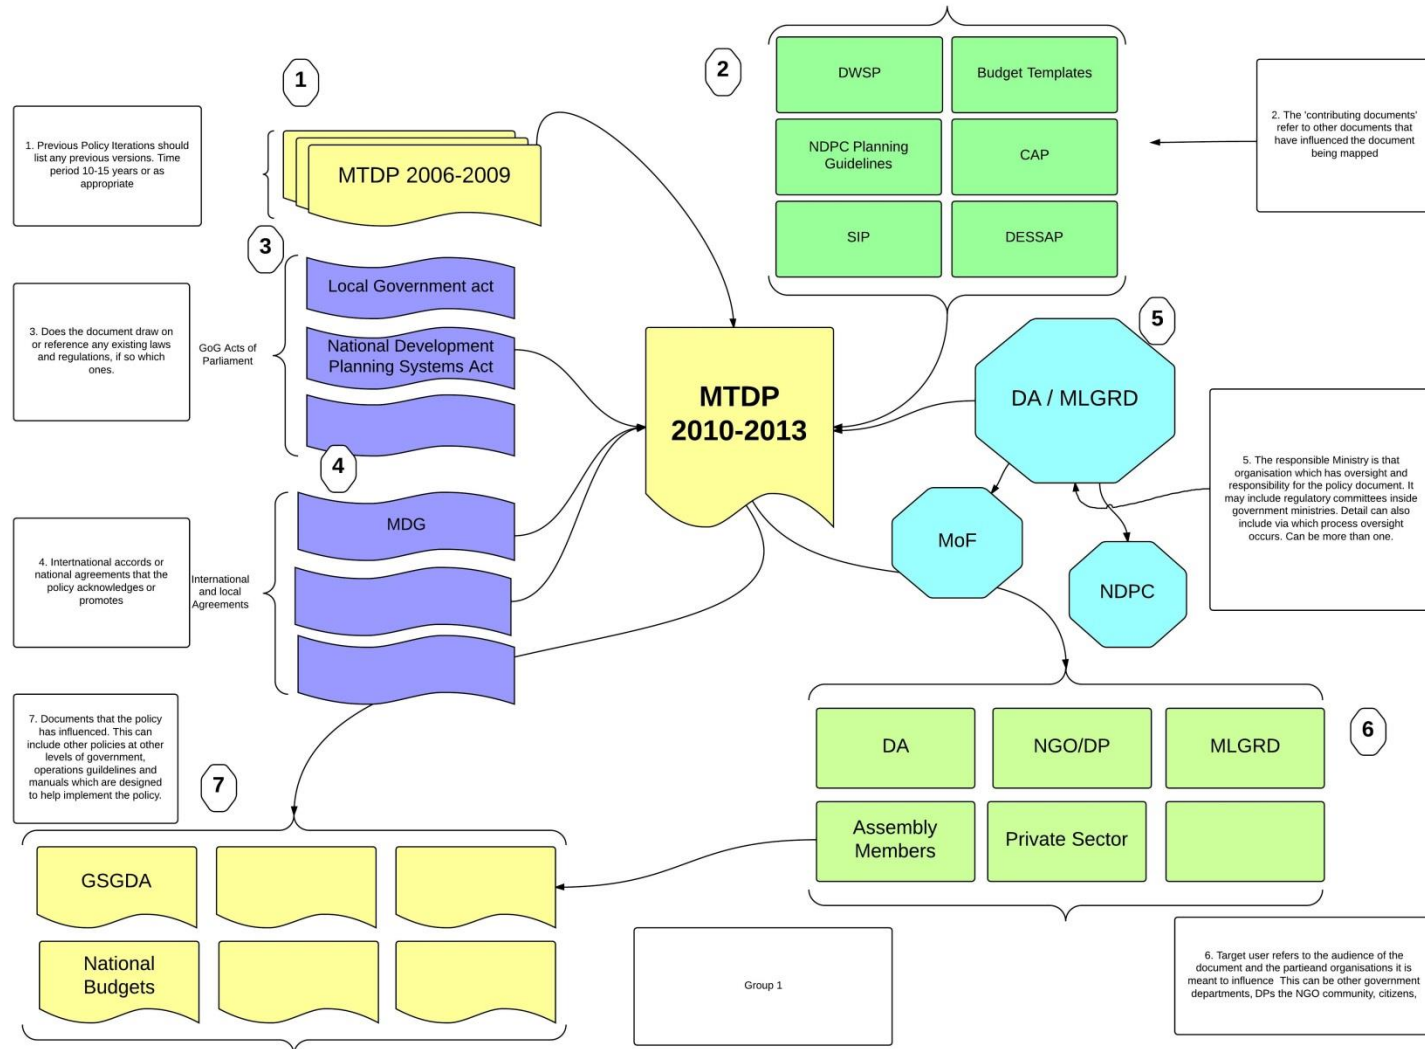 1
2
DWSP
Budget Templates
2. The 'contributing documents'
refer to other documents that
have influenced the document
being mapped
1. Previous Policy Iterations should
list any previous versions. Time
period 10-15 years or as
appropriate
MTDP 2006-2009
NDPC Planning
Guidelines
CAP
SIP
DESSAP
3
Local Government act
3. Does the document draw on
or reference any existing laws
and regulations, if so which
ones.
GoG Acts of
Parliament
National Development
Planning Systems Act
MTDP
2010-2013
5
DA / MLGRD
4
5. The responsible Ministry is that
organisation which has oversight and
responsibility for the policy document. It
may include regulatory committees inside
government ministries. Detail can also
include via which process oversight
occurs. Can be more than one.
MDG
MoF
NDPC
4. Intertnational accords or
national agreements that the
policy acknowledges or
promotes
International
and local
Agreements
7. Documents that the policy
has influenced. This can
include other policies at other
levels of government,
operations guildelines and
manuals which are designed
to help implement the policy.
7
DA
NGO/DP
MLGRD
6
Assembly
Members
Private Sector
GSGDA
National
Budgets
Group 1
6. Target user refers to the audience of the
document and the partieand organisations it is
meant to influence  This can be other government
departments, DPs the NGO community, citizens,